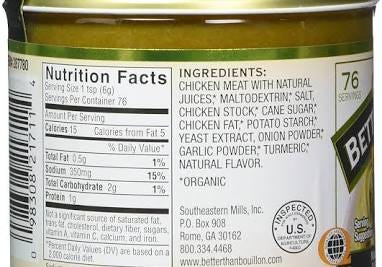 Nutrition Facts
Serving Size 1 tsp (6g)
Servings Per Container 76
Amount Per Serving
Calories 15 Calories from Fat 5
% Daily Value*
Total Fat 0.5g 1%
Sodium 350mg 15%
Total Carbohydrate 2g 1%
Protein 1g
Not a significant source of saturated fat,
trans fat, cholesterol, dietary fiber, sugars,
vitamin A, vitamin C, calcium, and iron.
*Percent Daily Values (DV) are based on a
2,000 calorie diet.
INGREDIENTS:
CHICKEN MEAT WITH NATURAL
JUICES,* MALTODEXTRIN,* SALT,
CHICKEN STOCK,* CANE SUGAR,*
CHICKEN FAT,* POTATO STARCH,*
YEAST EXTRACT, ONION POWDER,*
GARLIC POWDER,* TURMERIC,*
NATURAL FLAVOR.
*ORGANIC
Southeastern Mills, Inc.
P.O. Box 908
Rome, GA 30162
800.334.4468
www.betterthanbouillon.com
INSPECTED
U.S.
DEPARTMENT OF
AGRICULTURE
76
SERVINGS
BETT
Serving
Suggestion